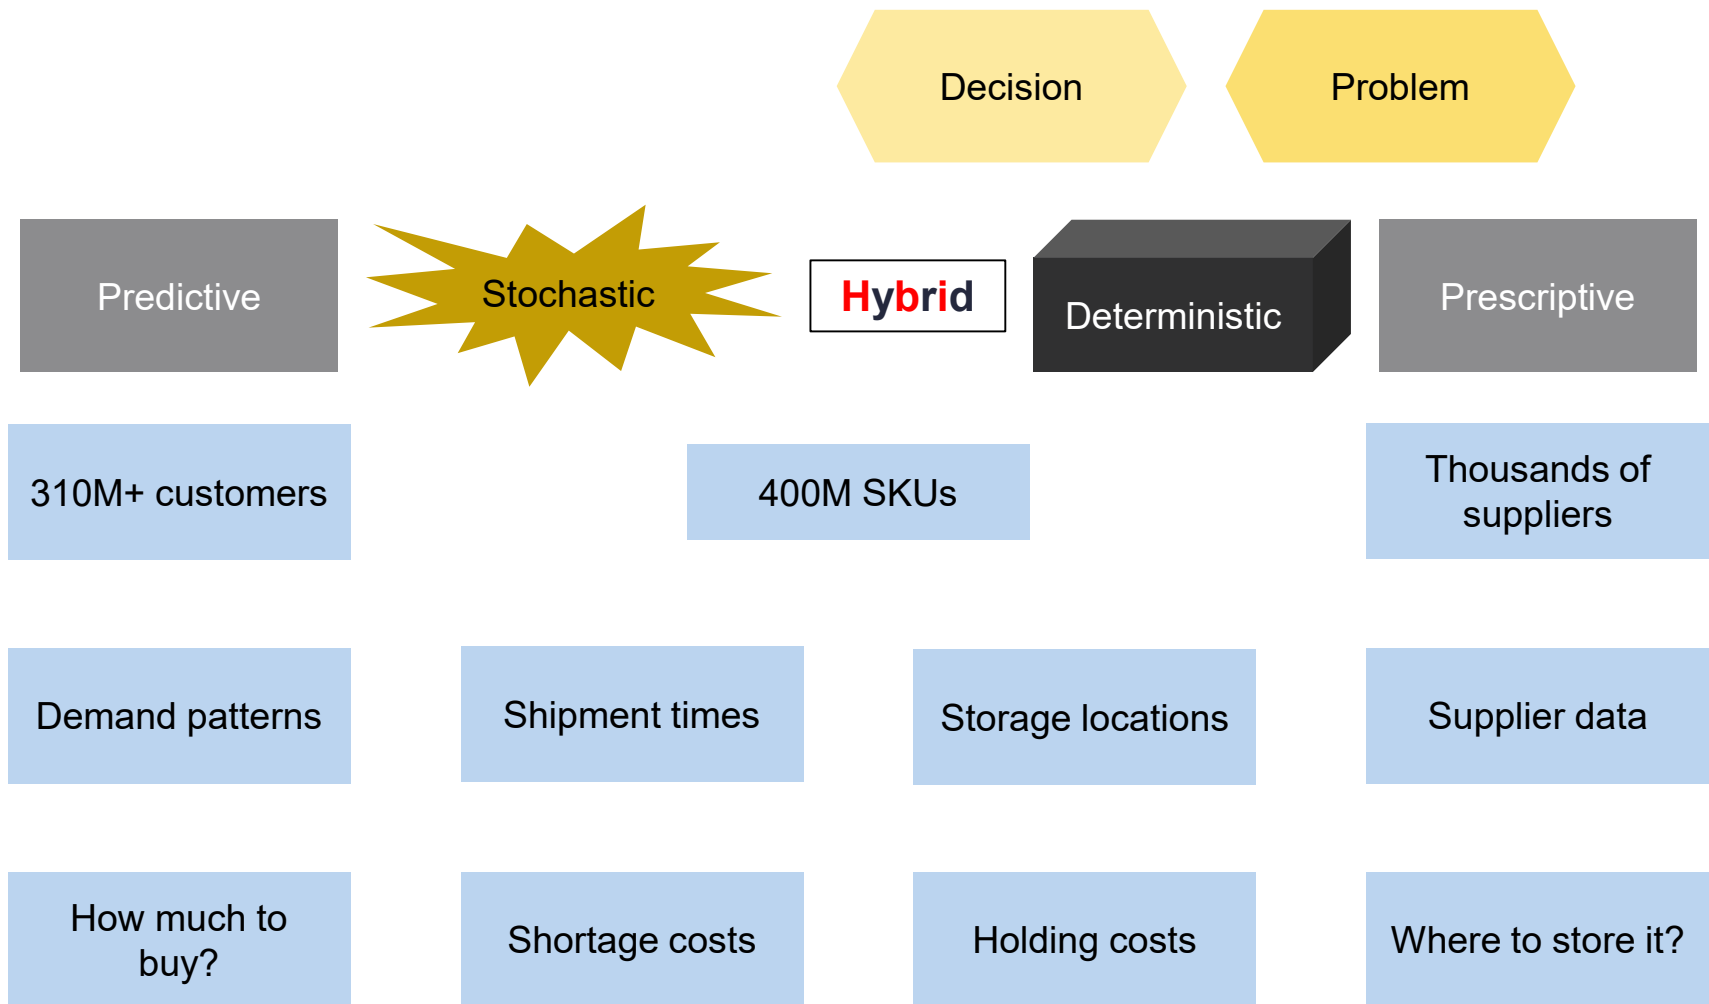 Decision
Problem
Predictive
Stochastic
Hybrid
Deterministic
Prescriptive
310M+ customers
400M SKUs
Thousands of
suppliers
Demand patterns
Shipment times
Storage locations
Supplier data
How much to
buy?
Shortage costs
Holding costs
Where to store it?